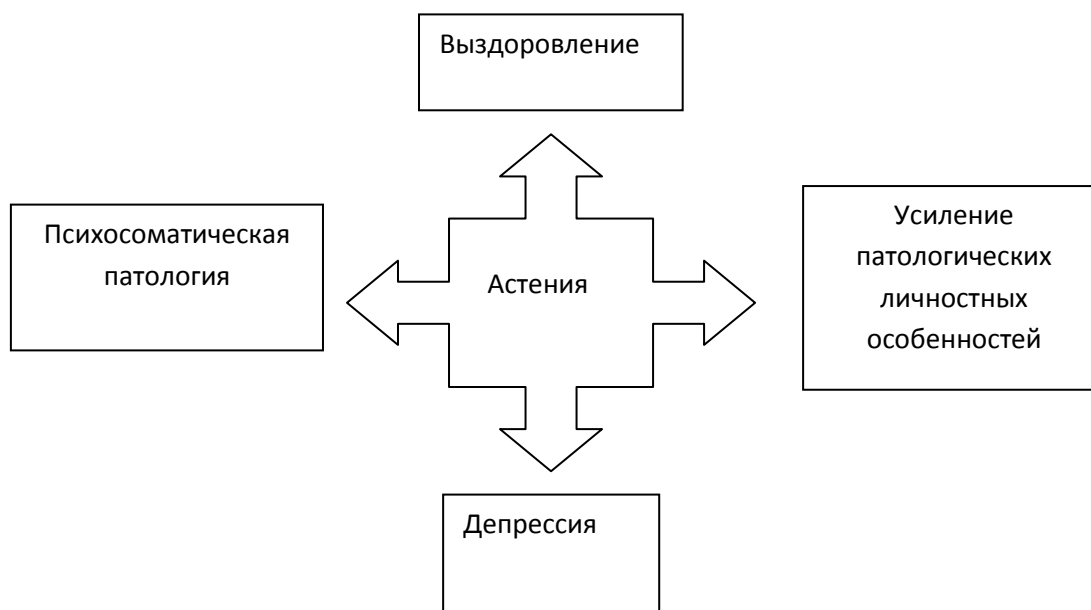 Выздоровление
Психосоматическая
патология
Астения
Усиление
патологических
личностных
особенностей
Депрессия